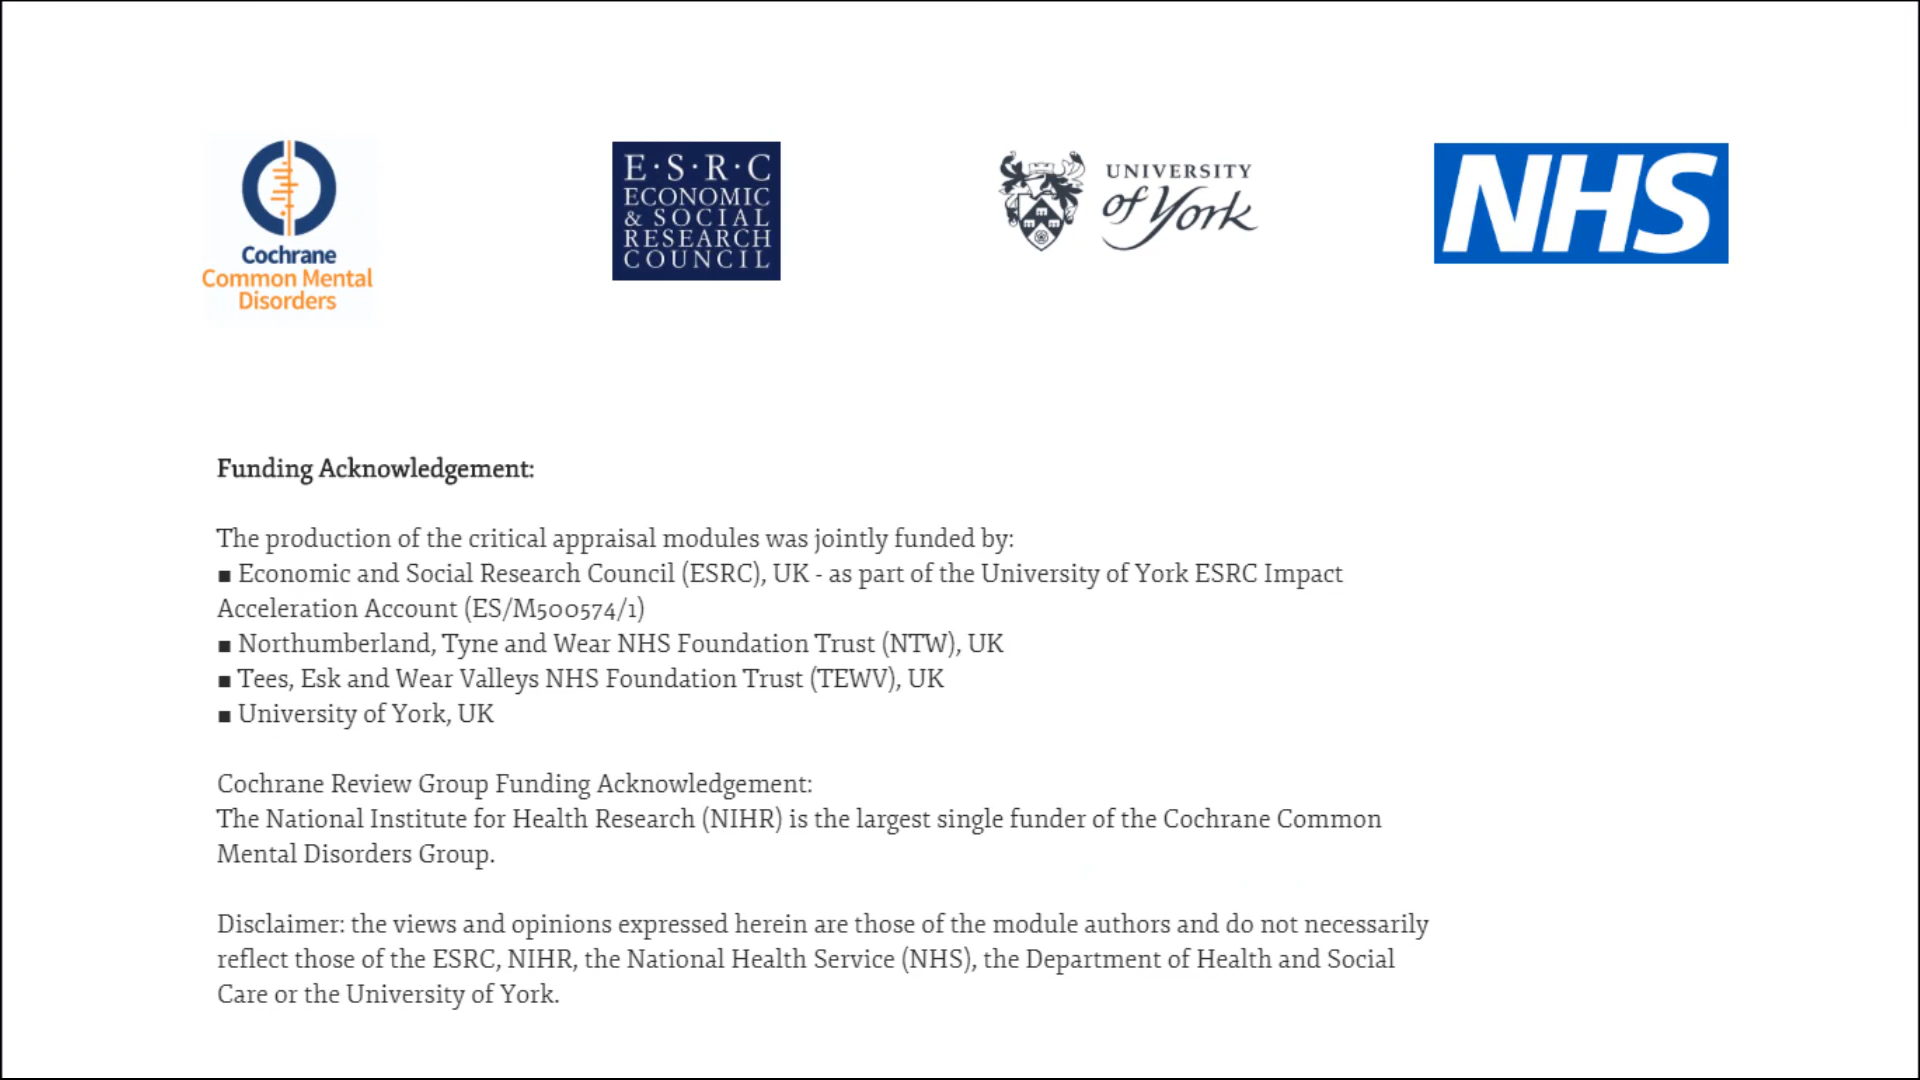 Cochrane
Common Mental
Disorders
E·S·R·C
ECONOMIC
& SOCIAL
RESEARCH
COUNCIL
UNIVERSITY
of York
NHS
Funding Acknowledgement:
The production of the critical appraisal modules was jointly funded by:
▪ Economic and Social Research Council (ESRC), UK - as part of the University of York ESRC Impact
Acceleration Account (ES/M500574/1)
▪ Northumberland, Tyne and Wear NHS Foundation Trust (NTW), UK
▪ Tees, Esk and Wear Valleys NHS Foundation Trust (TEWV), UK
▪ University of York, UK
Cochrane Review Group Funding Acknowledgement:
The National Institute for Health Research (NIHR) is the largest single funder of the Cochrane Common
Mental Disorders Group.
Disclaimer: the views and opinions expressed herein are those of the module authors and do not necessarily
reflect those of the ESRC, NIHR, the National Health Service (NHS), the Department of Health and Social
Care or the University of York.